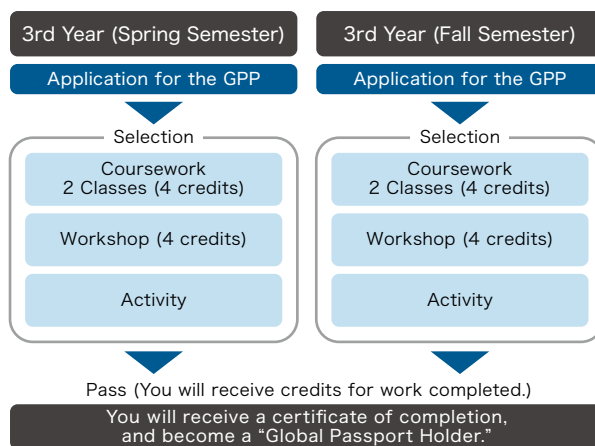 3rd Year (Spring Semester)
Application for the GPP
Selection
Coursework
2 Classes (4 credits)
Workshop (4 credits)
Activity
3rd Year (Fall Semester)
Application for the GPP
Selection
Coursework
2 Classes (4 credits)
Workshop (4 credits)
Activity
Pass (You will receive credits for work completed.)
You will receive a certificate of completion,
and become a “Global Passport Holder.”